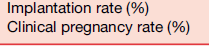 Implantation rate (%)
Clinical pregnancy rate (%)